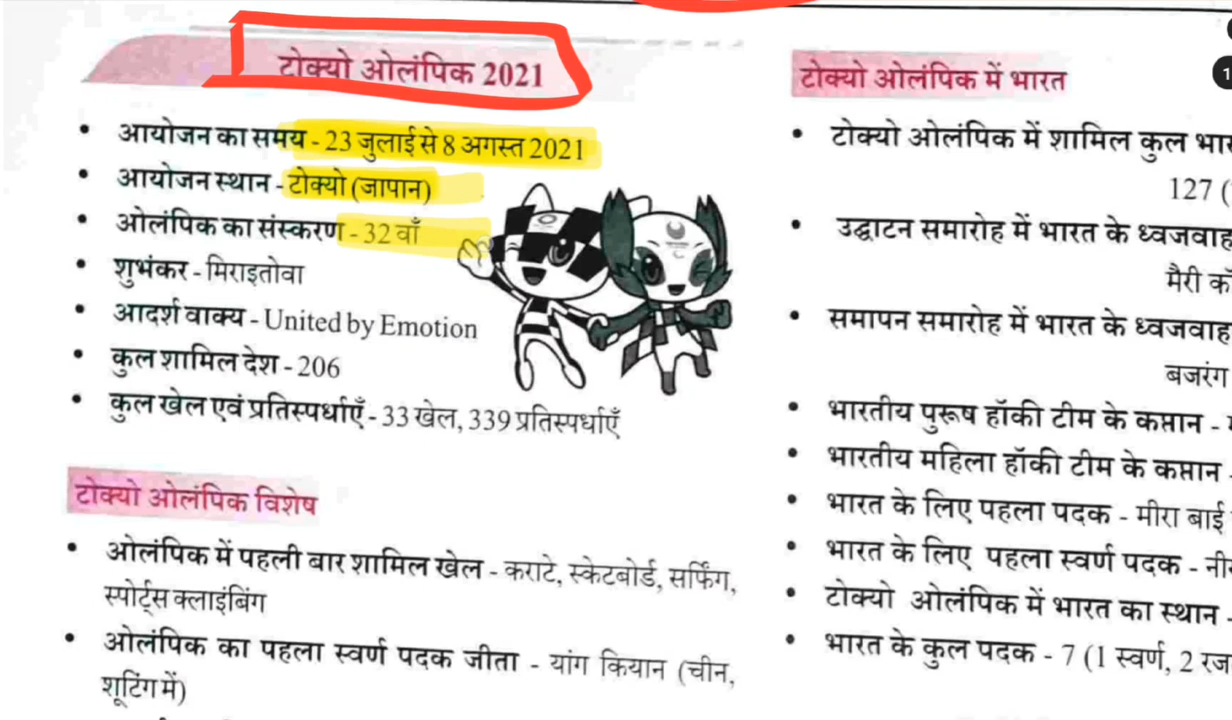 टोक्यो ओलंपिक 2021
• आयोजन का समय - 23 जुलाई से 8 अगस्त 2021
• आयोजन स्थान - टोक्यो (जापान)
• ओलंपिक का संस्करण - 32 वाँ
• शुभंकर - मिराइतोवा
• आदर्श वाक्य - United by Emotion
• कुल शामिल देश - 206
• कुल खेल एवं प्रतिस्पर्धाएँ - 33 खेल, 339 प्रतिस्पर्धाएँ
टोक्यो ओलंपिक विशेष
• ओलंपिक में पहली बार शामिल खेल - कराटे, स्केटबोर्ड, सर्फिंग,
स्पोर्ट्स क्लाइंबिंग
• ओलंपिक का पहला स्वर्ण पदक जीता - यांग कियान (चीन,
शूटिंग में)
टोक्यो ओलंपिक में भारत
• टोक्यो ओलंपिक में शामिल कुल
127 (
• उद्घाटन समारोह में भारत के
मैरी
• समापन समारोह में भारत के
बजरंग
• भारतीय पुरूष हॉकी टीम के कप्तान -
• भारतीय महिला हॉकी टीम के कप्तान -
• भारत के लिए पहला पदक - मीरा बाई
• भारत के लिए पहला स्वर्ण पदक -
• टोक्यो ओलंपिक में भारत का स्थान -
• भारत के कुल पदक - 7 (1 स्वर्ण, 2